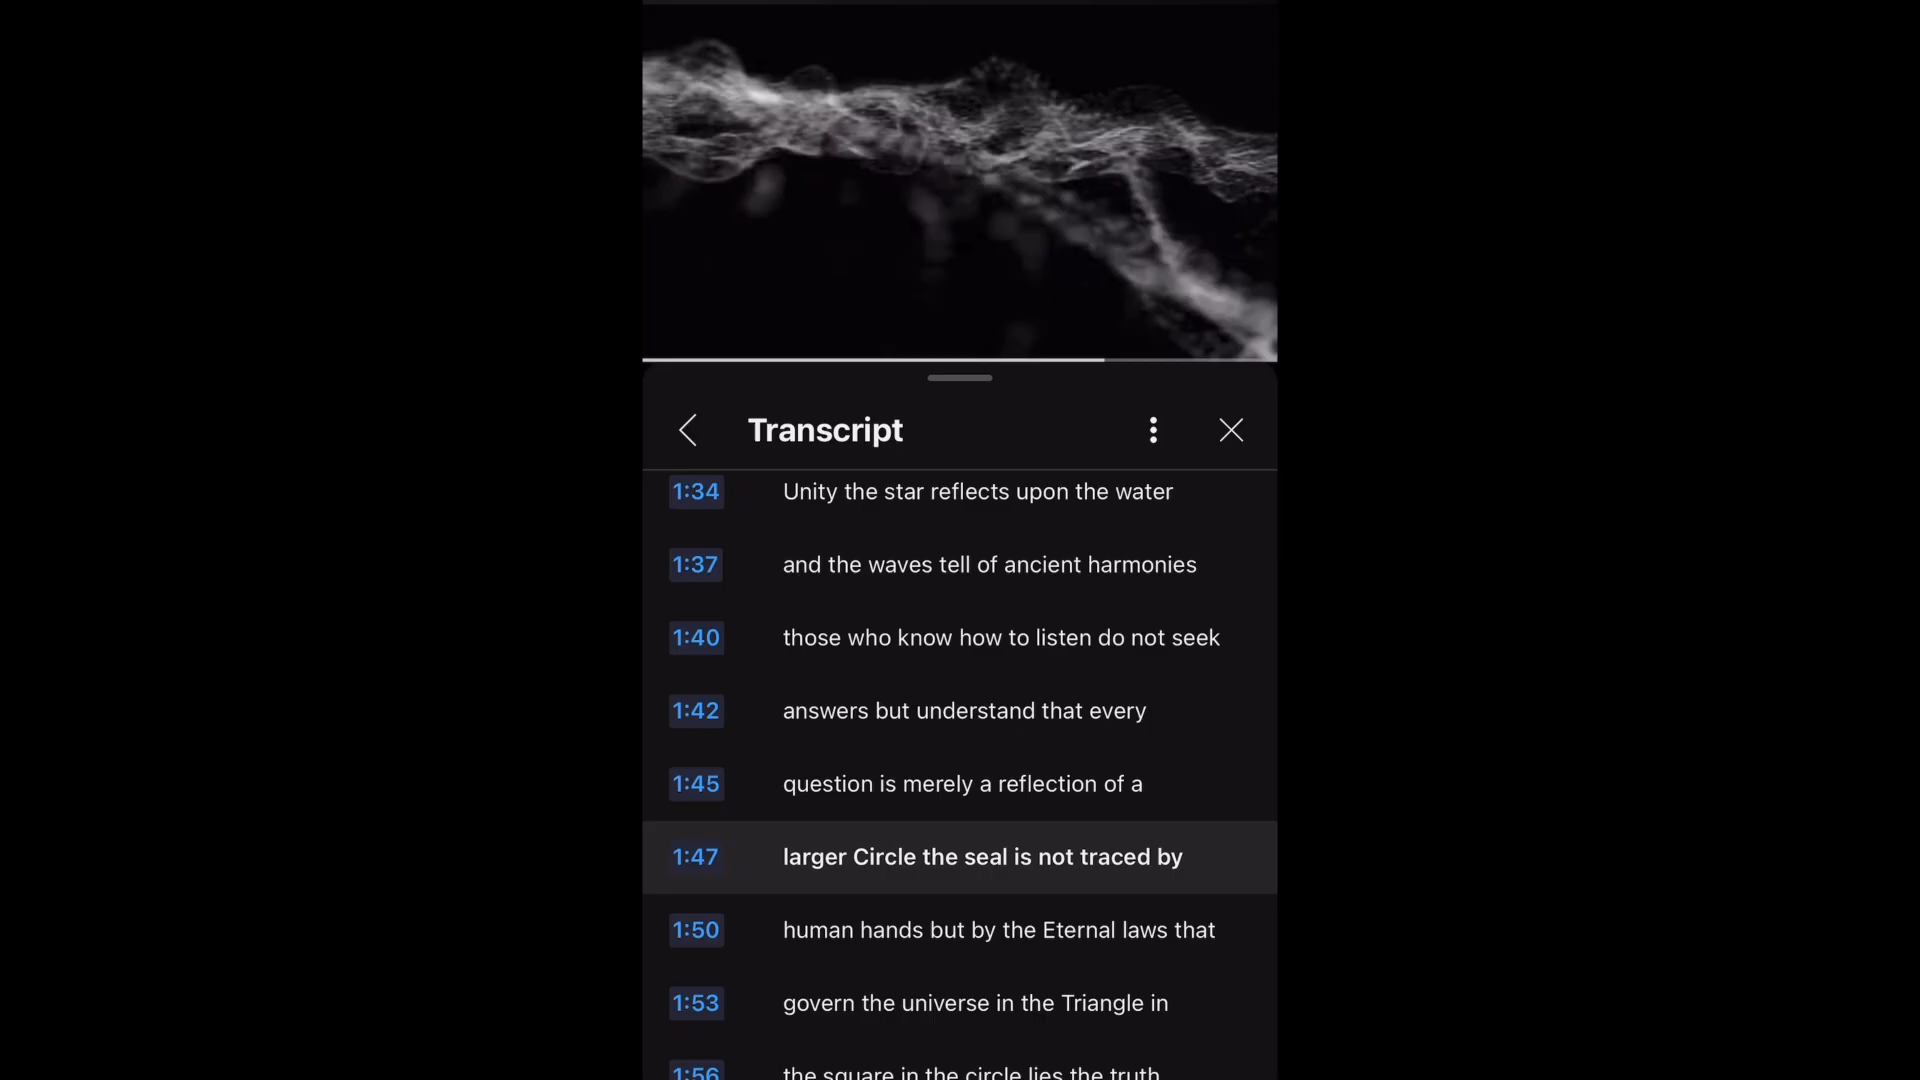 Transcript
1:34 Unity the star reflects upon the water
1:37 and the waves tell of ancient harmonies
1:40 those who know how to listen do not seek
1:42 answers but understand that every
1:45 question is merely a reflection of a
1:47 larger Circle the seal is not traced by
1:50 human hands but by the Eternal laws that
1:53 govern the universe in the Triangle in
1:56 the square in the circle lies the truth